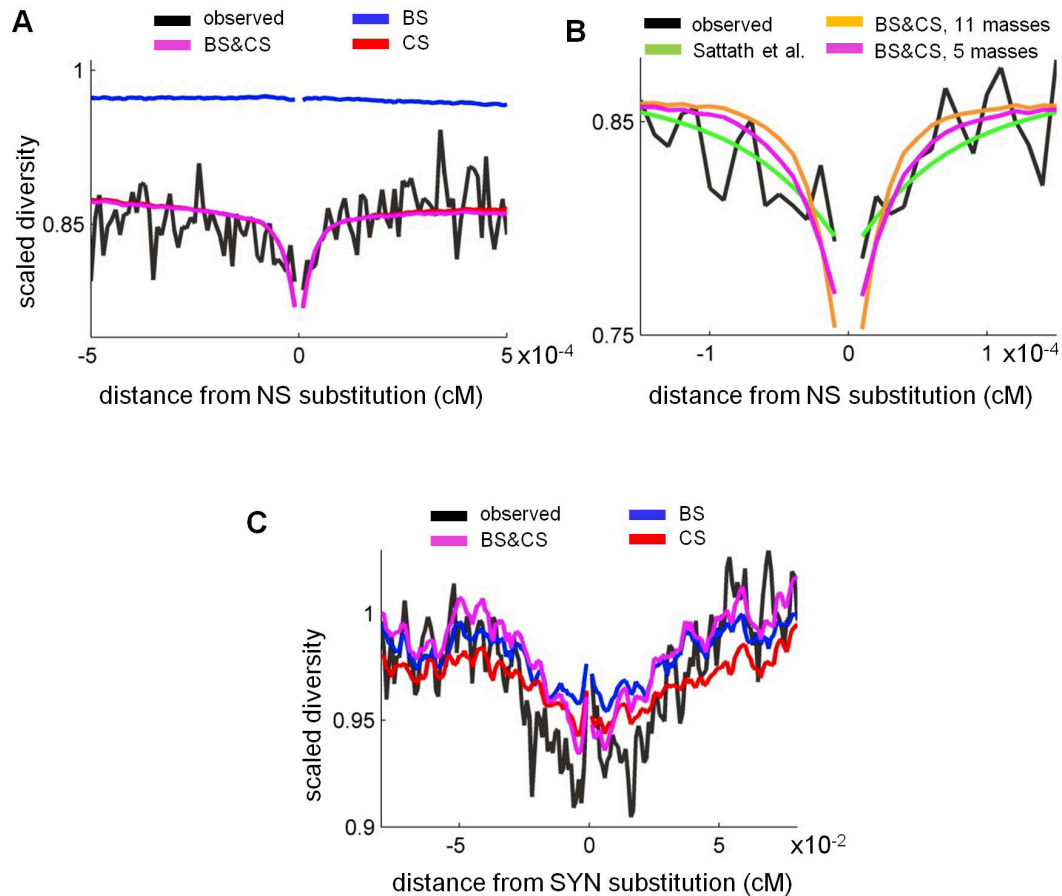 A
observed
BS
BS&CS
CS
1
0.85
scaled diversity
-5
0
5
x10-4
distance from NS substitution (cM)
B
observed
BS&CS, 11 masses
Sattath et al.
BS&CS, 5 masses
0.85
0.75
-1
0
1
x10-4
distance from NS substitution (cM)
C
observed
BS
BS&CS
CS
1
0.95
0.9
scaled diversity
-5
0
5
x10-2
distance from SYN substitution (cM)